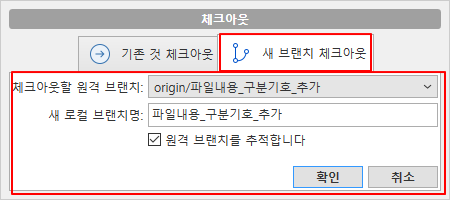 체크아웃
기존 것 체크아웃
새 브랜치 체크아웃
체크아웃할 원격 브랜치: origin/파일내용_구분기호_추가
새 로컬 브랜치명: 파일내용_구분기호_추가
원격 브랜치를 추적합니다
확인 취소